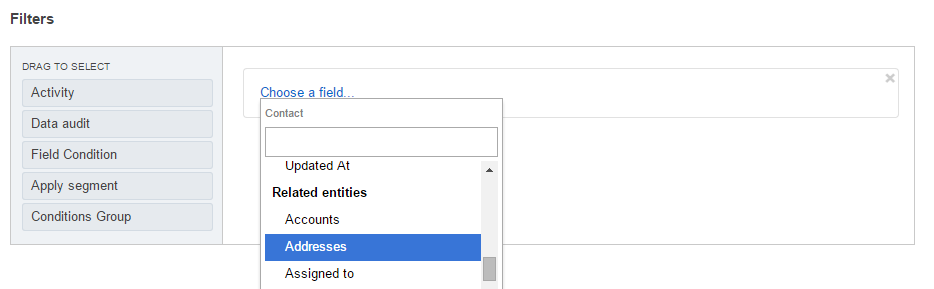 Filters
DRAG TO SELECT
Activity
Data audit
Field Condition
Apply segment
Conditions Group
Choose a field...
Contact
Updated At
Related entities
Accounts
Addresses
Assigned to